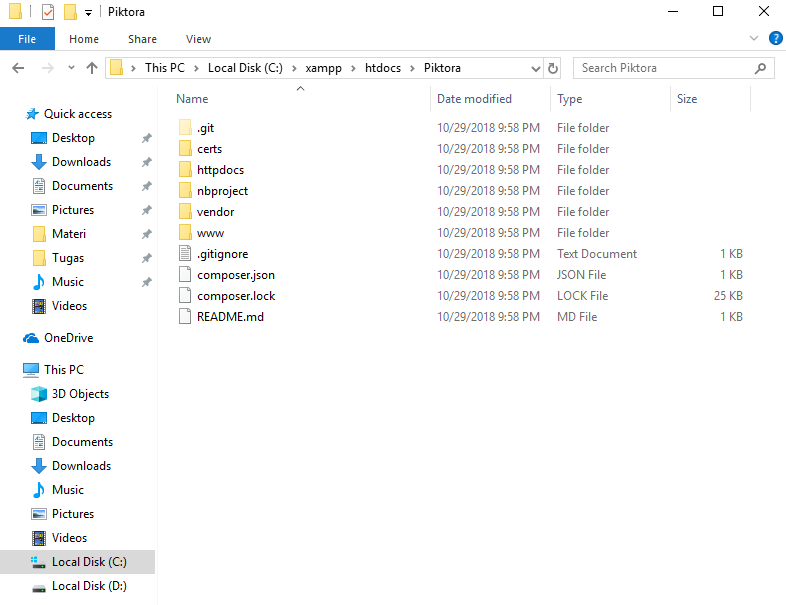 Piktora
File Home Share View
This PC Local Disk (C:) xampp htdocs Piktora Search Piktora
Name Date modified Type Size
Quick access
Desktop
Downloads
Documents
Pictures
Materi
Tugas
Music
Videos
OneDrive
This PC
3D Objects
Desktop
Documents
Downloads
Music
Pictures
Videos
Local Disk (C:)
Local Disk (D:)
.git 10/29/2018 9:58 PM File folder
certs 10/29/2018 9:58 PM File folder
httpdocs 10/29/2018 9:58 PM File folder
nbproject 10/29/2018 9:58 PM File folder
vendor 10/29/2018 9:58 PM File folder
www 10/29/2018 9:58 PM File folder
.gitignore 10/29/2018 9:58 PM Text Document 1 KB
composer.json 10/29/2018 9:58 PM JSON File 1 KB
composer.lock 10/29/2018 9:58 PM LOCK File 25 KB
README.md 10/29/2018 9:58 PM MD File 1 KB